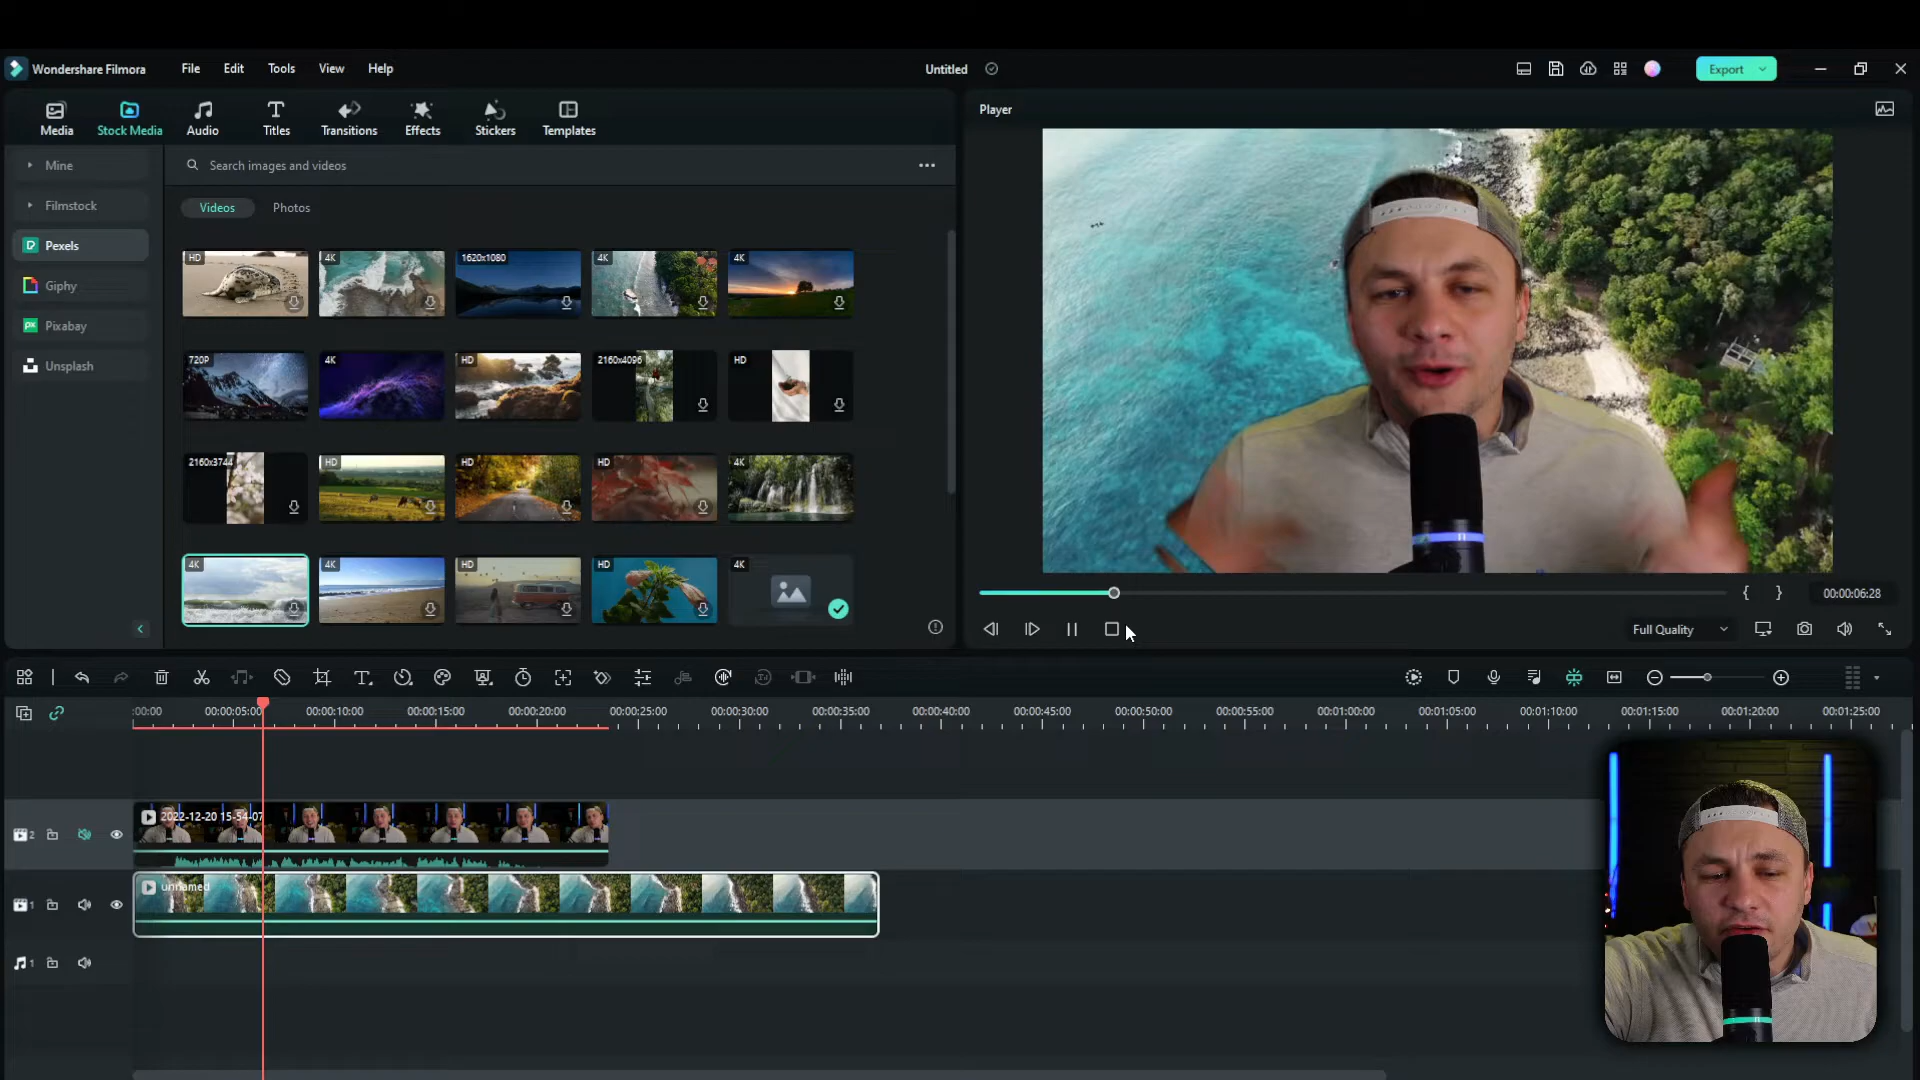 Wondershare Filmora File Edit Tools View Help Untitled Export
Media Stock Media Audio Titles Transitions Effects Stickers Templates
Player
Mine
Filmstock
Pexels
Giphy
Pixabay
Unsplash
Search images and videos
Videos Photos
HD 4K 1620x1080 4K 4K
720P 4K HD 2160x4096 HD
2160x3744 HD HD HD 4K
4K 4K HD HD 4K
{ } 00:00:06:28
Full Quality
:00:00 00:00:05:00 00:00:10:00 00:00:15:00 00:00:20:00 00:00:25:00 00:00:30:00 00:00:35:00 00:00:40:00 00:00:45:00 00:00:50:00 00:00:55:00 00:01:00:00 00:01:05:00 00:01:10:00 00:01:15:00 00:01:20:00 00:01:25:00
2 2022-12-20 15-54-07
1 unnamed
1